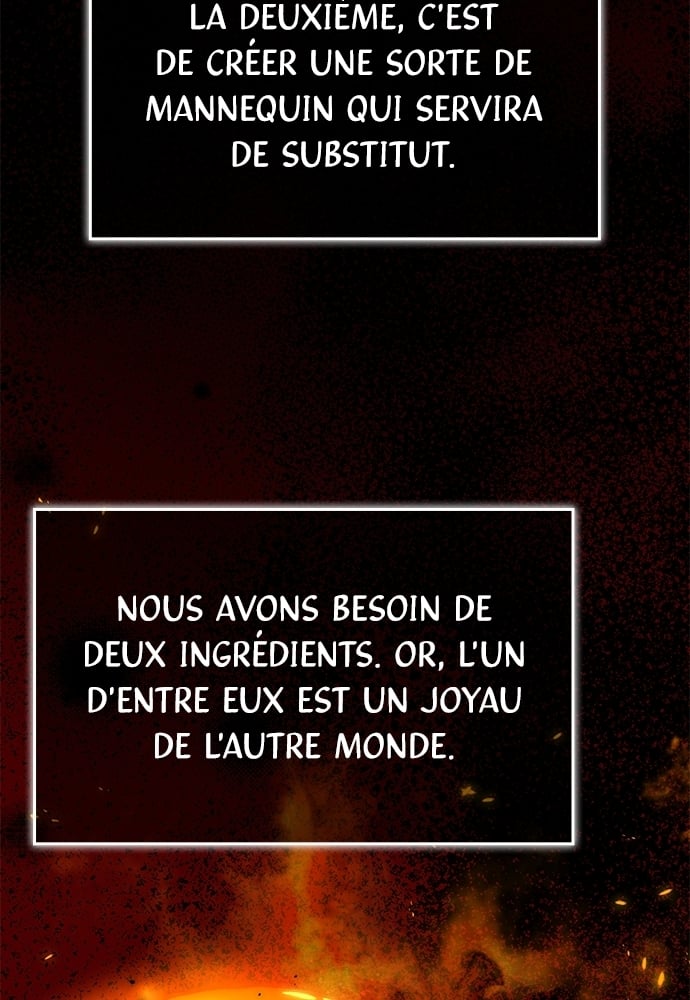 LA DEUXIÈME, C'EST
DE CRÉER UNE SORTE DE
MANNEQUIN QUI SERVIRA
DE SUBSTITUT.
NOUS AVONS BESOIN DE
DEUX INGRÉDIENTS. OR, L'UN
D'ENTRE EUX EST UN JOYAU
DE L'AUTRE MONDE.